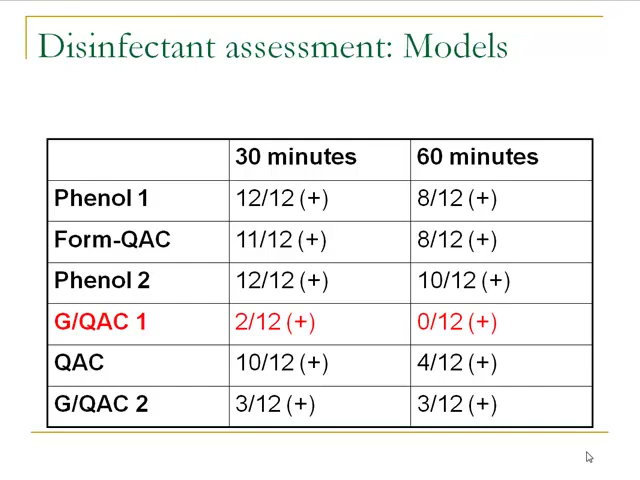 Disinfectant assessment: Models
30 minutes 60 minutes
Phenol 1 12/12 (+) 8/12 (+)
Form-QAC 11/12 (+) 8/12 (+)
Phenol 2 12/12 (+) 10/12 (+)
G/QAC 1 2/12 (+) 0/12 (+)
QAC 10/12 (+) 4/12 (+)
G/QAC 2 3/12 (+) 3/12 (+)